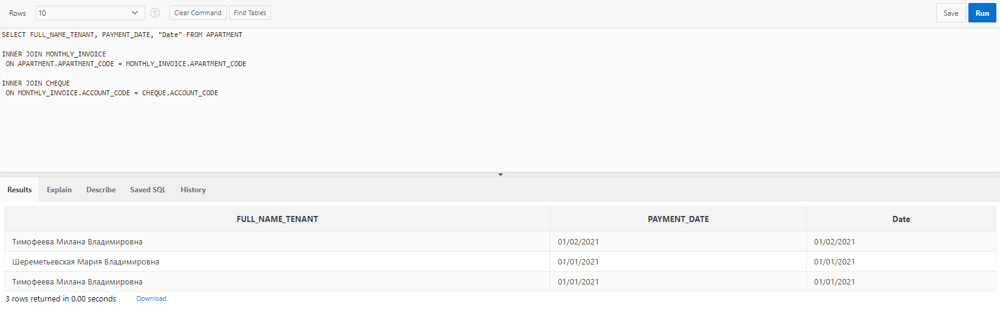 Rows 10 ? Clear Command Find Tables Save Run
SELECT FULL_NAME_TENANT, PAYMENT_DATE, "Date" FROM APARTMENT
INNER JOIN MONTHLY_INVOICE
ON APARTMENT.APARTMENT_CODE = MONTHLY_INVOICE.APARTMENT_CODE
INNER JOIN CHEQUE
ON MONTHLY_INVOICE.ACCOUNT_CODE = CHEQUE.ACCOUNT_CODE
Results Explain Describe Saved SQL History
FULL_NAME_TENANT PAYMENT_DATE Date
Тимофеева Милана Владимировна 01/02/2021 01/02/2021
Шереметьевская Мария Владимировна 01/01/2021 01/01/2021
Тимофеева Милана Владимировна 01/01/2021 01/01/2021
3 rows returned in 0.00 seconds Download